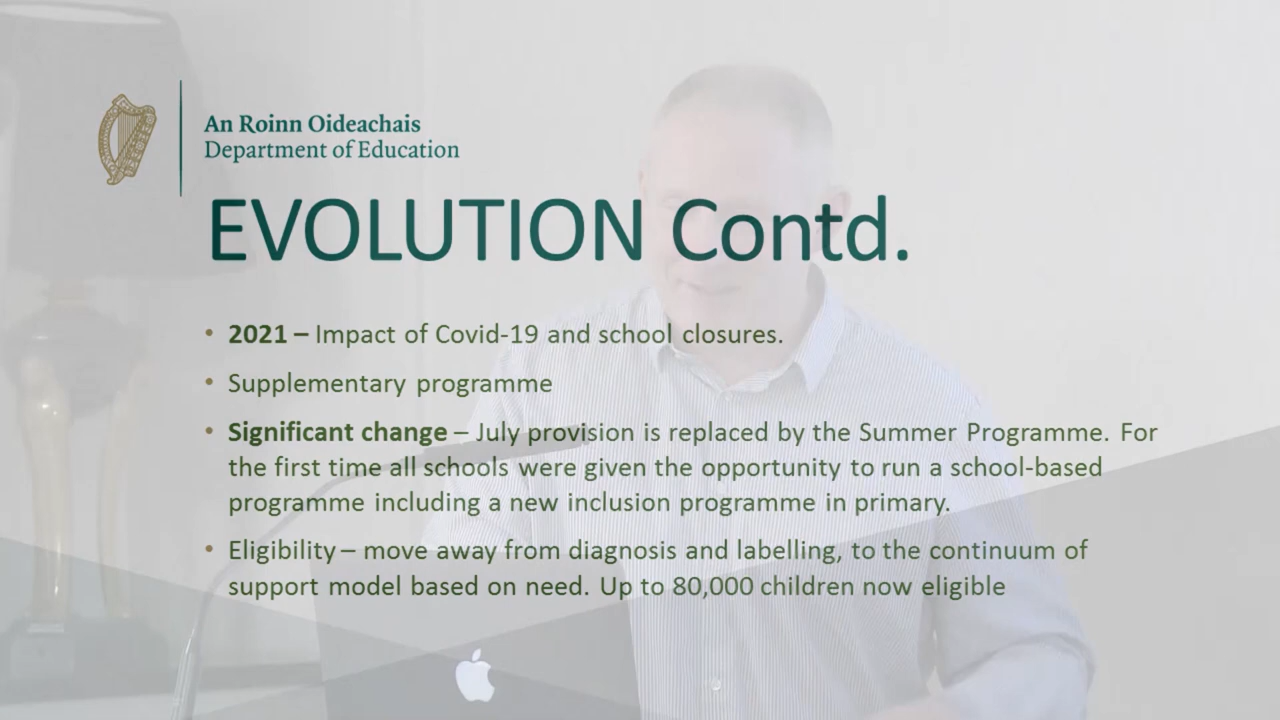 An Roinn Oideachais
Department of Education
EVOLUTION Contd.
• 2021 – Impact of Covid-19 and school closures.
• Supplementary programme
• Significant change – July provision is replaced by the Summer Programme. For
the first time all schools were given the opportunity to run a school-based
programme including a new inclusion programme in primary.
• Eligibility – move away from diagnosis and labelling, to the continuum of
support model based on need. Up to 80,000 children now eligible